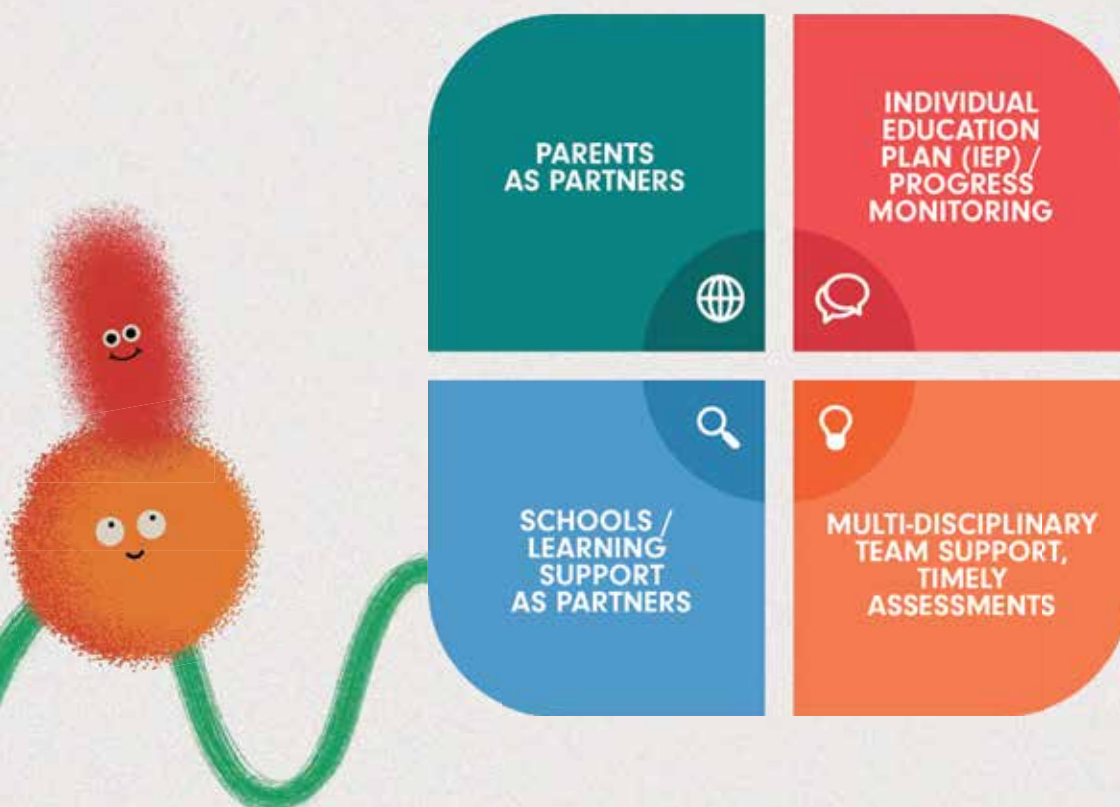 PARENTS
AS PARTNERS
INDIVIDUAL
EDUCATION
PLAN (IEP) /
PROGRESS
MONITORING
SCHOOLS /
LEARNING
SUPPORT
AS PARTNERS
MULTI-DISCIPLINARY
TEAM SUPPORT,
TIMELY
ASSESSMENTS